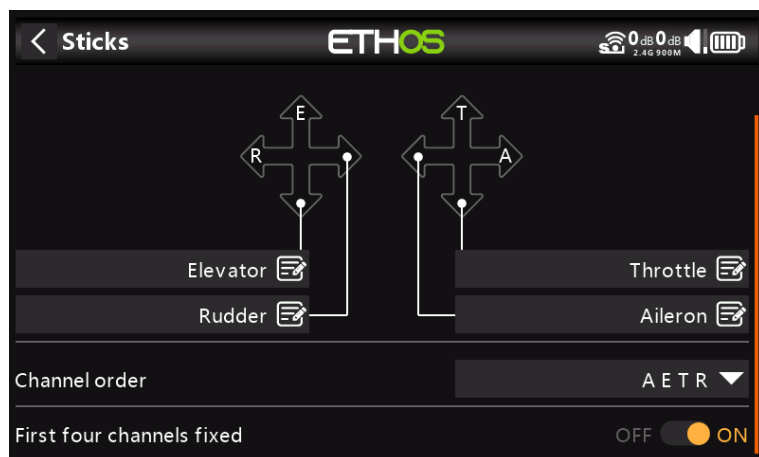 Sticks ETHOS 0dB 0dB
2.4G 900M
E T
R A
Elevator Throttle
Rudder Aileron
Channel order A E T R
First four channels fixed OFF ON